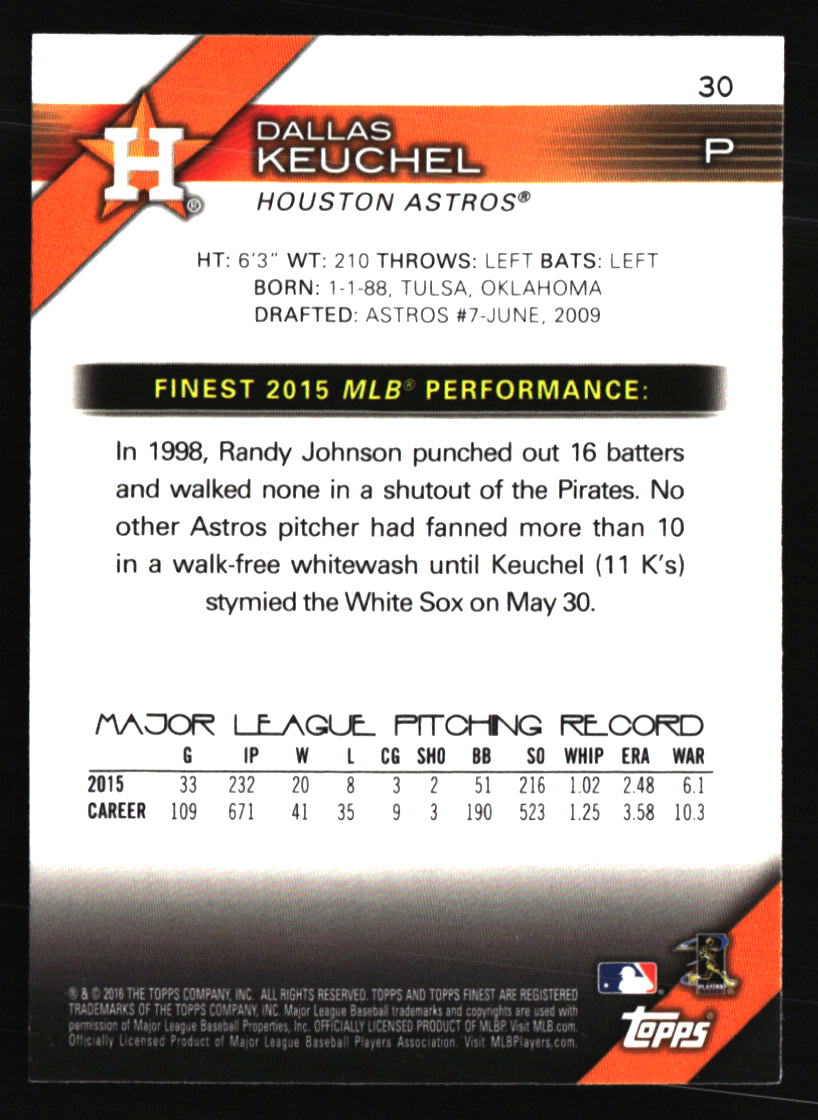 30
DALLAS
KEUCHEL
P
H®
HOUSTON ASTROS®
HT: 6'3" WT: 210 THROWS: LEFT BATS: LEFT
BORN: 1-1-88, TULSA, OKLAHOMA
DRAFTED: ASTROS #7-JUNE, 2009
FINEST 2015 MLB® PERFORMANCE:
In 1998, Randy Johnson punched out 16 batters
and walked none in a shutout of the Pirates. No
other Astros pitcher had fanned more than 10
in a walk-free whitewash until Keuchel (11 K's)
stymied the White Sox on May 30.
MAJOR LEAGUE PITCHING RECORD
G IP W L CG SHO BB SO WHIP ERA WAR
2015 33 232 20 8 3 2 51 216 1.02 2.48 6.1
CAREER 109 671 41 35 9 3 190 523 1.25 3.58 10.3
® & © 2016 THE TOPPS COMPANY, INC. ALL RIGHTS RESERVED. TOPPS AND TOPPS FINEST ARE REGISTERED
TRADEMARKS OF THE TOPPS COMPANY, INC. Major League Baseball trademarks and copyrights are used with
permission of Major League Baseball Properties, Inc. OFFICIALLY LICENSED PRODUCT OF MLBP. Visit MLB.com.
Officially Licensed Product of Major League Baseball Players Association. Visit MLBPlayers.com.
PLAYERS
Topps®